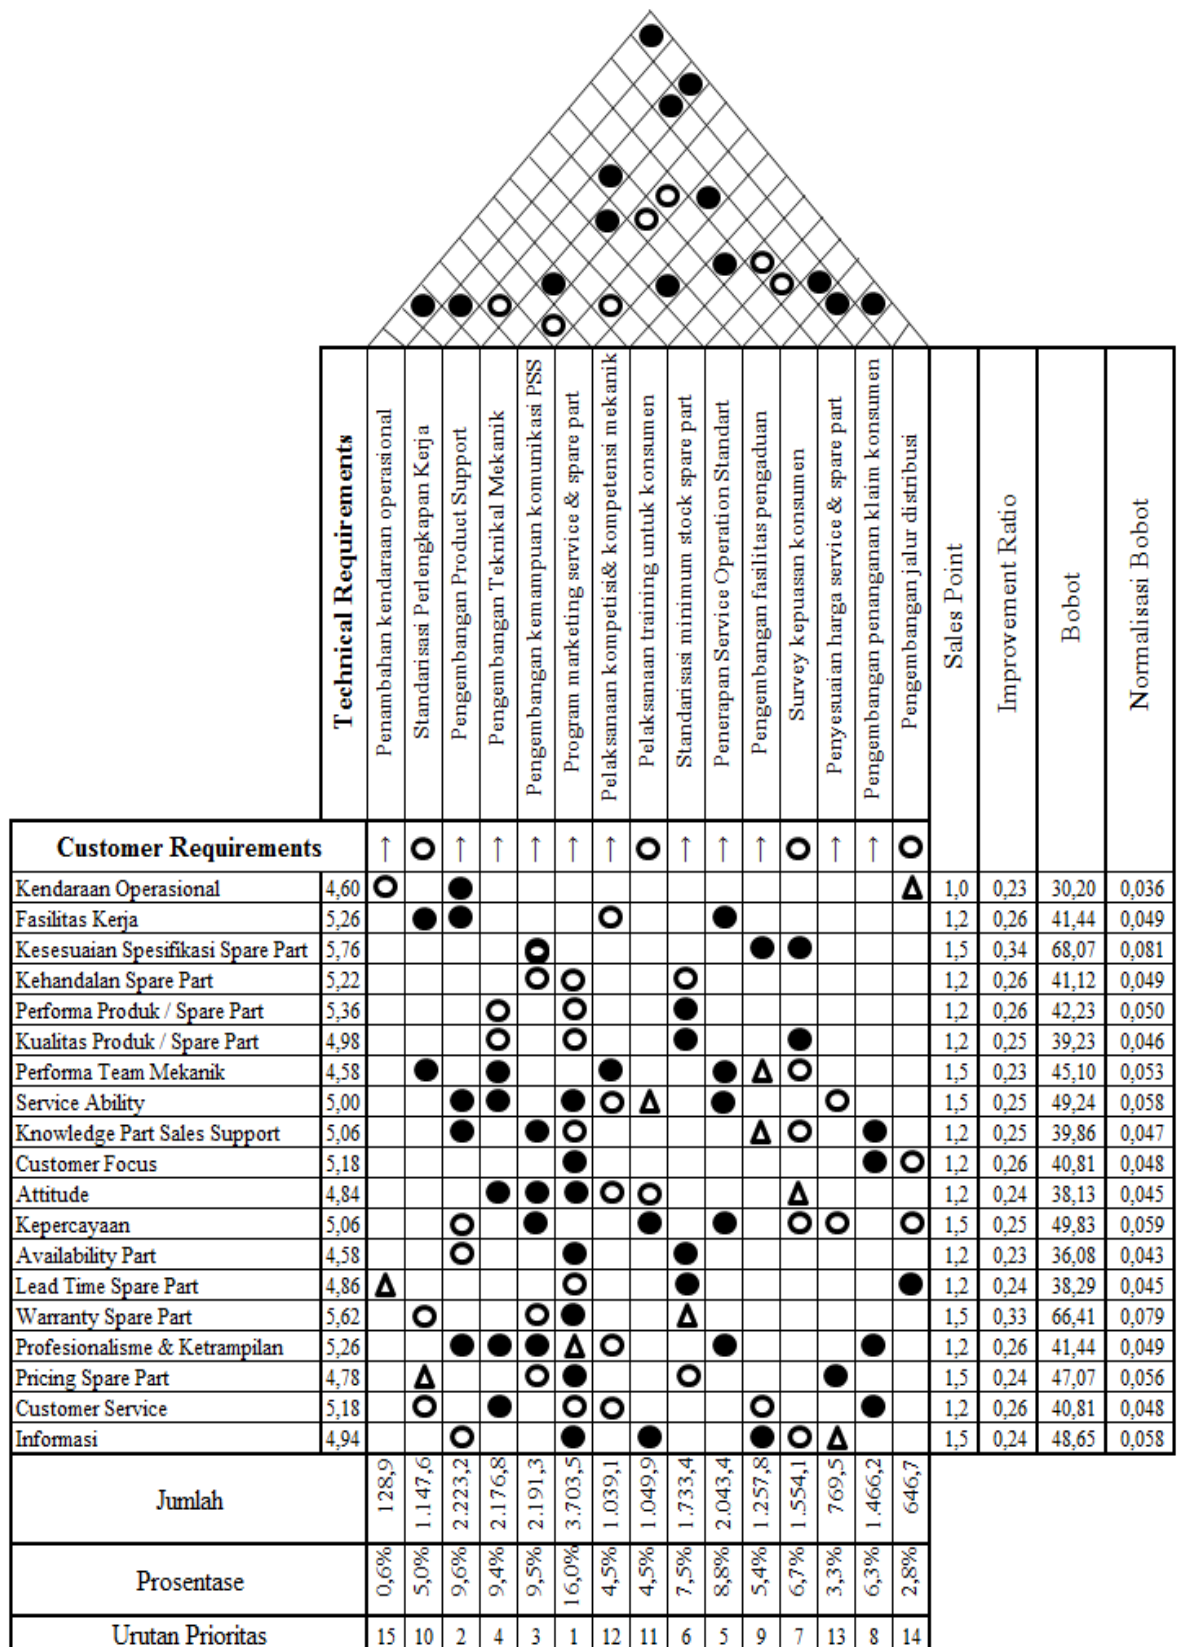 Technical Requirements
Penambahan kendaraan operasional
Standarisasi Perlengkapan Kerja
Pengembangan Product Support
Pengembangan Teknikal Mekanik
Pengembangan kemampuan komunikasi PSS
Program marketing service & spare part
Pelaksanaan kompetisi& kompetensi mekanik
Pelaksanaan training untuk konsumen
Standarisasi minimum stock spare part
Penerapan Service Operation Standart
Pengembangan fasilitas pengaduan
Survey kepuasan konsumen
Penyesuaian harga service & spare part
Pengembangan penanganan klaim konsumen
Pengembangan jalur distribusi
Sales Point
Improvement Ratio
Bobot
Normalisasi Bobot
Customer Requirements → → → → → → → → → →
Kendaraan Operasional 4,60 1,0 0,23 30,20 0,036
Fasilitas Kerja 5,26 1,2 0,26 41,44 0,049
Kesesuaian Spesifikasi Spare Part 5,76 1,5 0,34 68,07 0,081
Kehandalan Spare Part 5,22 1,2 0,26 41,12 0,049
Performa Produk / Spare Part 5,36 1,2 0,26 42,23 0,050
Kualitas Produk / Spare Part 4,98 1,2 0,25 39,23 0,046
Performa Team Mekanik 4,58 1,5 0,23 45,10 0,053
Service Ability 5,00 1,5 0,25 49,24 0,058
Knowledge Part Sales Support 5,06 1,2 0,25 39,86 0,047
Customer Focus 5,18 1,2 0,26 40,81 0,048
Attitude 4,84 1,2 0,24 38,13 0,045
Kepercayaan 5,06 1,5 0,25 49,83 0,059
Availability Part 4,58 1,2 0,23 36,08 0,043
Lead Time Spare Part 4,86 1,2 0,24 38,29 0,045
Warranty Spare Part 5,62 1,5 0,33 66,41 0,079
Profesionalisme & Ketrampilan 5,26 1,2 0,26 41,44 0,049
Pricing Spare Part 4,78 1,5 0,24 47,07 0,056
Customer Service 5,18 1,2 0,26 40,81 0,048
Informasi 4,94 1,5 0,24 48,65 0,058
Jumlah 128,9 1.147,6 2.223,2 2.176,8 2.191,3 3.703,5 1.039,1 1.049,9 1.733,4 2.043,4 1.257,8 1.554,1 769,5 1.466,2 646,7
Prosentase 0,6% 5,0% 9,6% 9,4% 9,5% 16,0% 4,5% 4,5% 7,5% 8,8% 5,4% 6,7% 3,3% 6,3% 2,8%
Urutan Prioritas 15 10 2 4 3 1 12 11 6 5 9 7 13 8 14